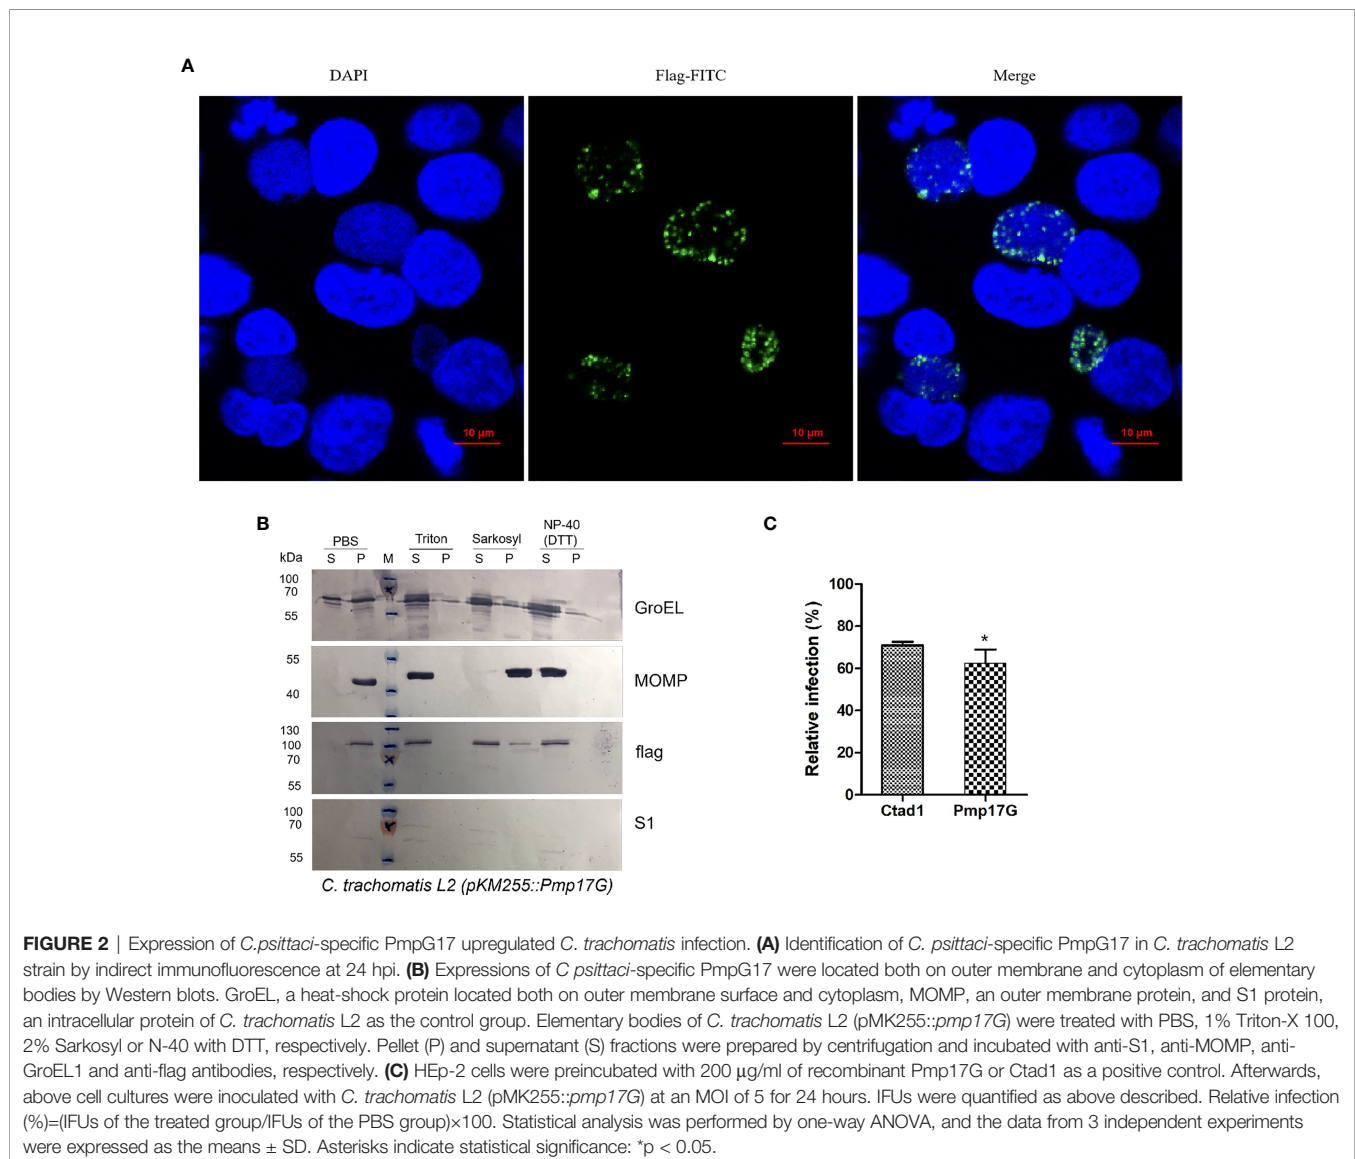 A
DAPI
Flag-FITC
Merge
10 µm
10 µm
10 µm
B
PBS
Triton
Sarkosyl
NP-40
(DTT)
kDa
S P M S P S P S P
100
70
55
GroEL
55
40
MOMP
130
100
70
55
flag
100
70
55
S1
C. trachomatis L2 (pKM255::Pmp17G)
C
Relative infection (%)
100
80
60
40
20
0
*
Ctad1
Pmp17G
FIGURE 2 | Expression of C.psittaci-specific PmpG17 upregulated C. trachomatis infection. (A) Identification of C. psittaci-specific PmpG17 in C. trachomatis L2
strain by indirect immunofluorescence at 24 hpi. (B) Expressions of C psittaci-specific PmpG17 were located both on outer membrane and cytoplasm of elementary
bodies by Western blots. GroEL, a heat-shock protein located both on outer membrane surface and cytoplasm, MOMP, an outer membrane protein, and S1 protein,
an intracellular protein of C. trachomatis L2 as the control group. Elementary bodies of C. trachomatis L2 (pMK255::pmp17G) were treated with PBS, 1% Triton-X 100,
2% Sarkosyl or N-40 with DTT, respectively. Pellet (P) and supernatant (S) fractions were prepared by centrifugation and incubated with anti-S1, anti-MOMP, anti-
GroEL1 and anti-flag antibodies, respectively. (C) HEp-2 cells were preincubated with 200 µg/ml of recombinant Pmp17G or Ctad1 as a positive control. Afterwards,
above cell cultures were inoculated with C. trachomatis L2 (pMK255::pmp17G) at an MOI of 5 for 24 hours. IFUs were quantified as above described. Relative infection
(%)=(IFUs of the treated group/IFUs of the PBS group)×100. Statistical analysis was performed by one-way ANOVA, and the data from 3 independent experiments
were expressed as the means ± SD. Asterisks indicate statistical significance: *p < 0.05.